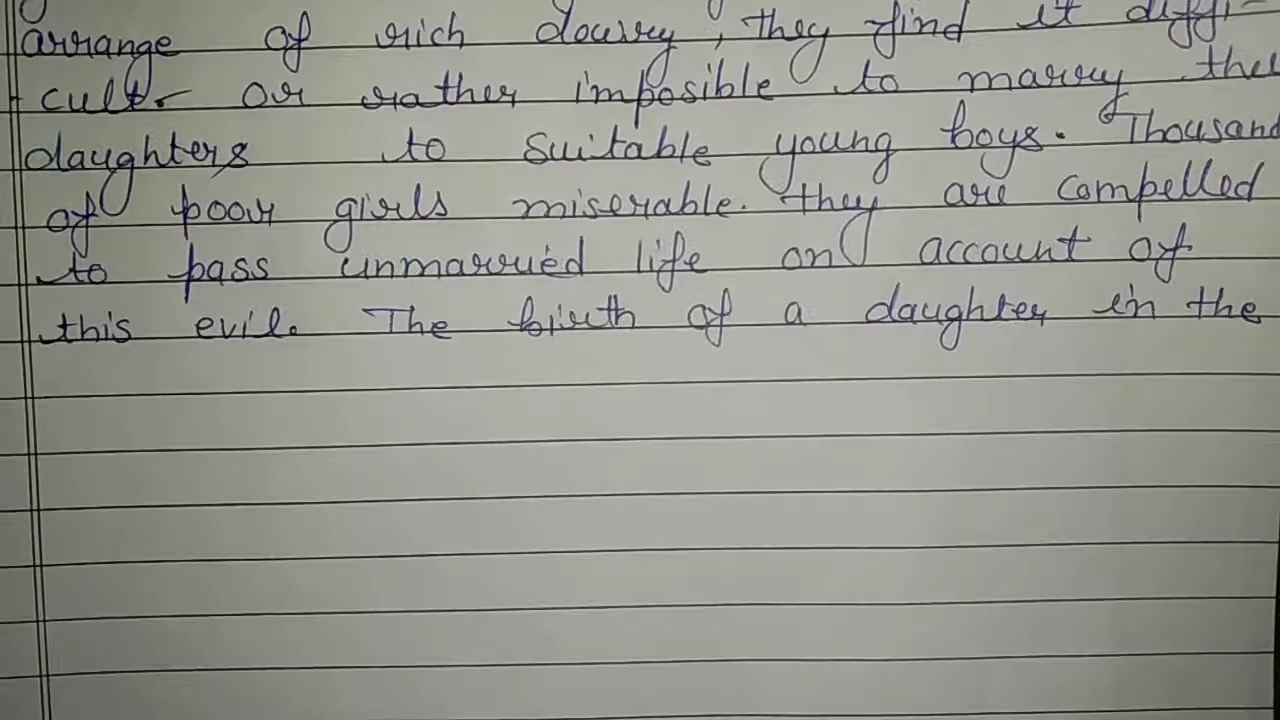 arrange of rich dowry, they find it diffi-
cult or rather imposible to marry the
daughters to suitable young boys. Thousand
of poor girls miserable. they are compelled
to pass unmarried life on account of
this evil. The birth of a daughter in the